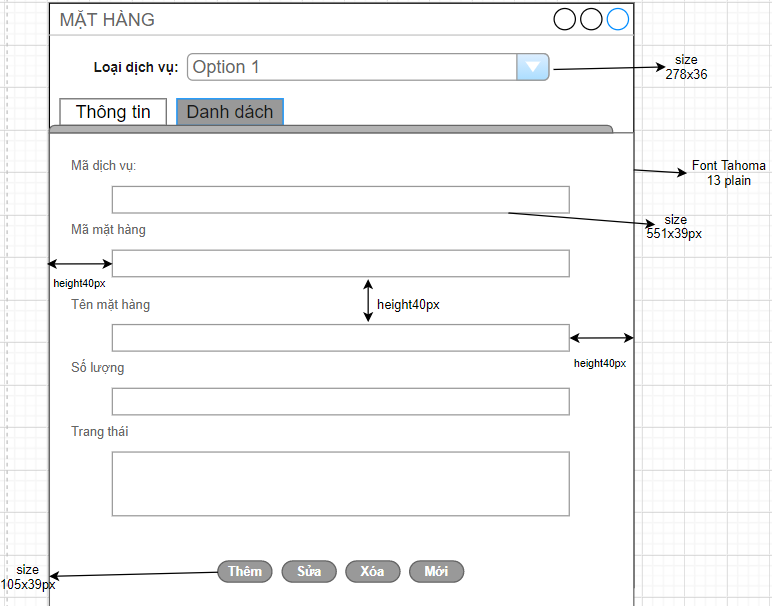 MẶT HÀNG
Loại dịch vụ:
Option 1
size
278x36
Thông tin
Danh dách
Mã dịch vụ:
Font Tahoma
13 plain
size
551x39px
Mã mặt hàng
height40px
height40px
Tên mặt hàng
height40px
Số lượng
Trang thái
size
105x39px
Thêm
Sửa
Xóa
Mới